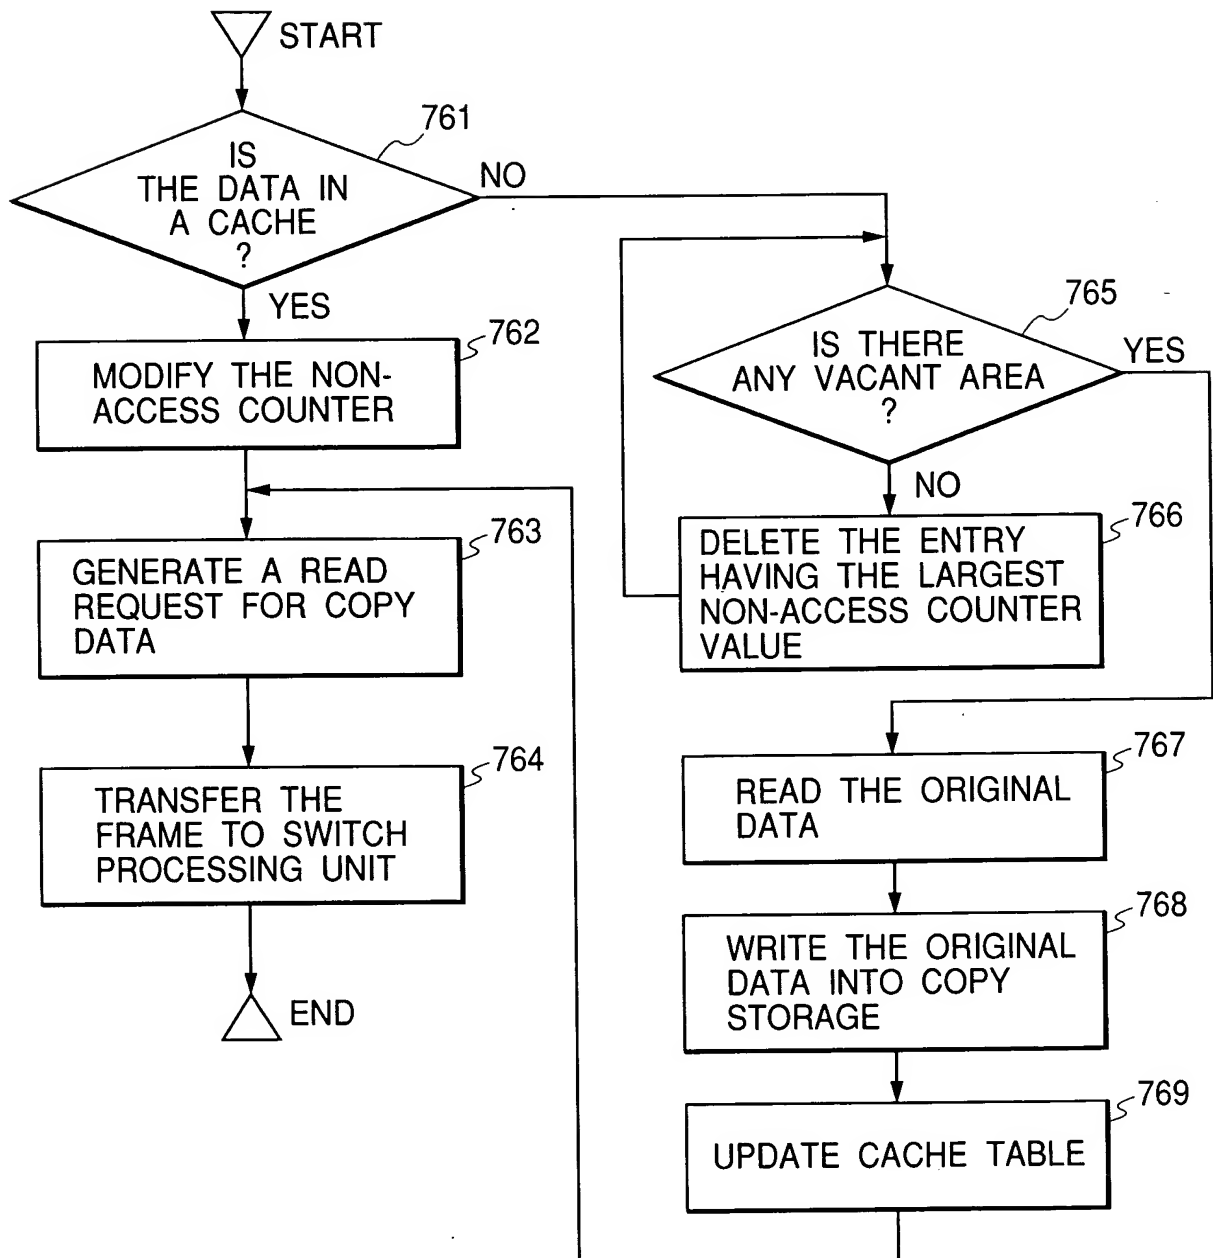 START
761
IS
THE DATA IN
A CACHE
?
NO
YES
762
MODIFY THE NON-
ACCESS COUNTER
763
GENERATE A READ
REQUEST FOR COPY
DATA
764
TRANSFER THE
FRAME TO SWITCH
PROCESSING UNIT
END
765
IS THERE
ANY VACANT AREA
?
YES
NO
766
DELETE THE ENTRY
HAVING THE LARGEST
NON-ACCESS COUNTER
VALUE
767
READ THE ORIGINAL
DATA
768
WRITE THE ORIGINAL
DATA INTO COPY
STORAGE
769
UPDATE CACHE TABLE